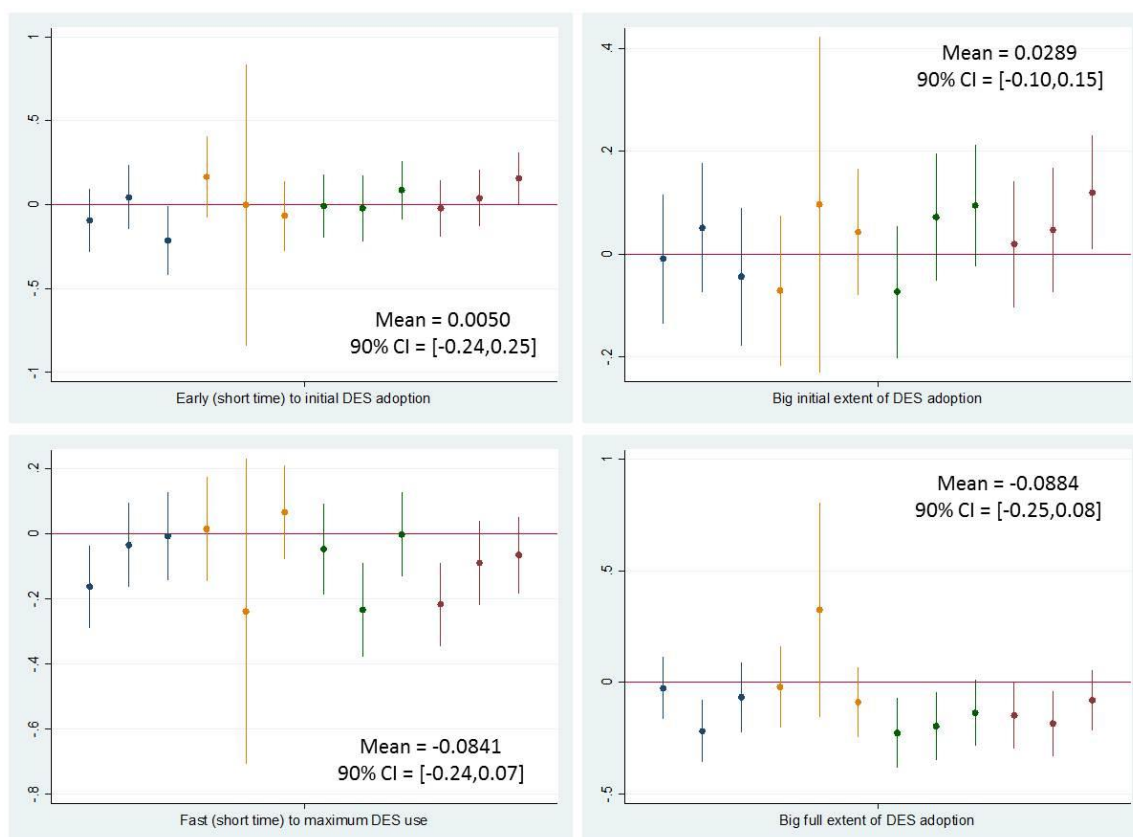 1
.5
0
-.5
-1
Mean = 0.0050
90% CI = [-0.24,0.25]
Early (short time) to initial DES adoption
.4
.2
0
-.2
Mean = 0.0289
90% CI = [-0.10,0.15]
Big initial extent of DES adoption
.2
0
-.2
-.4
-.6
-.8
Mean = -0.0841
90% CI = [-0.24,0.07]
Fast (short time) to maximum DES use
1
.5
0
-.5
Mean = -0.0884
90% CI = [-0.25,0.08]
Big full extent of DES adoption